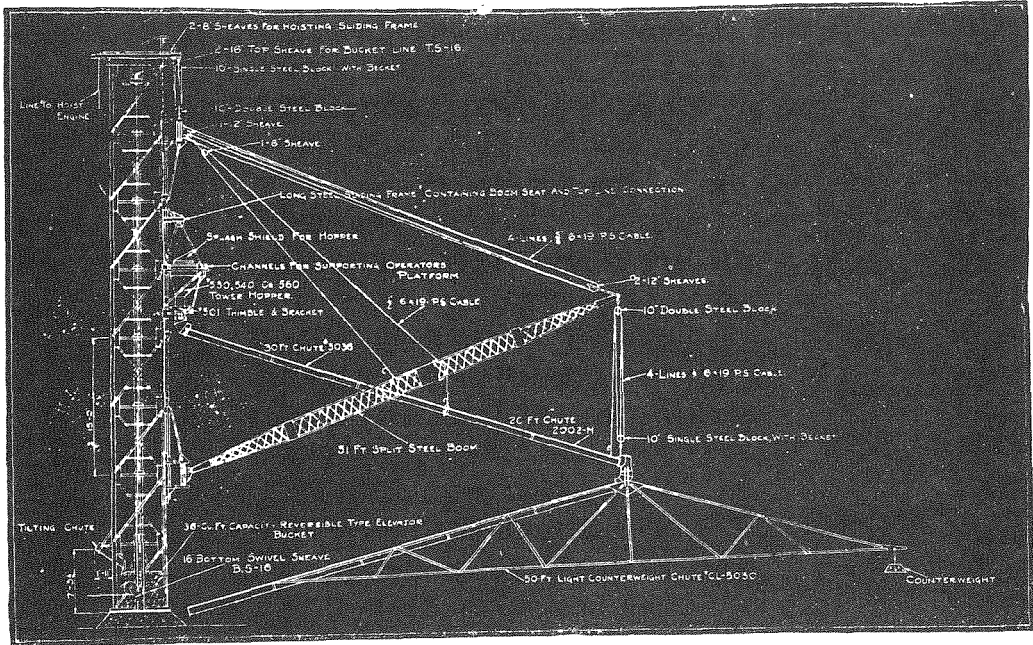 2-8" SHEAVES FOR HOISTING SLIDING FRAME
2-16" TOP SHEAVE FOR BUCKET LINE T.S-16
10" SINGLE STEEL BLOCK WITH BECKET
LINE TO HOIST
ENGINE
10" DOUBLE STEEL BLOCK
1-12" SHEAVE
1-8" SHEAVE
LONG STEEL SLIDING FRAME CONTAINING BOOM SEAT AND TOP LINE CONNECTION
4-LINES 6×19 P.S CABLE
SPLASH SHIELD FOR HOPPER
CHANNELS FOR SUPPORTING OPERATORS
PLATFORM
2-12" SHEAVES
530, 540 OR 560
TOWER HOPPER
6×19 P.S CABLE
10" DOUBLE STEEL BLOCK
#501 THIMBLE & BRACKET
30 FT CHUTE #3036
4-LINES 6×19 P.S CABLE
20 FT CHUTE
2002-M
10" SINGLE STEEL BLOCK, WITH BECKET
51 FT SPLIT STEEL BOOM
TILTING CHUTE
36-CU. FT. CAPACITY REVERSIBLE TYPE ELEVATOR
BUCKET
16" BOTTOM SWIVEL SHEAVE
B.S-16
50-FT LIGHT COUNTERWEIGHT CHUTE #CL-5030
COUNTERWEIGHT